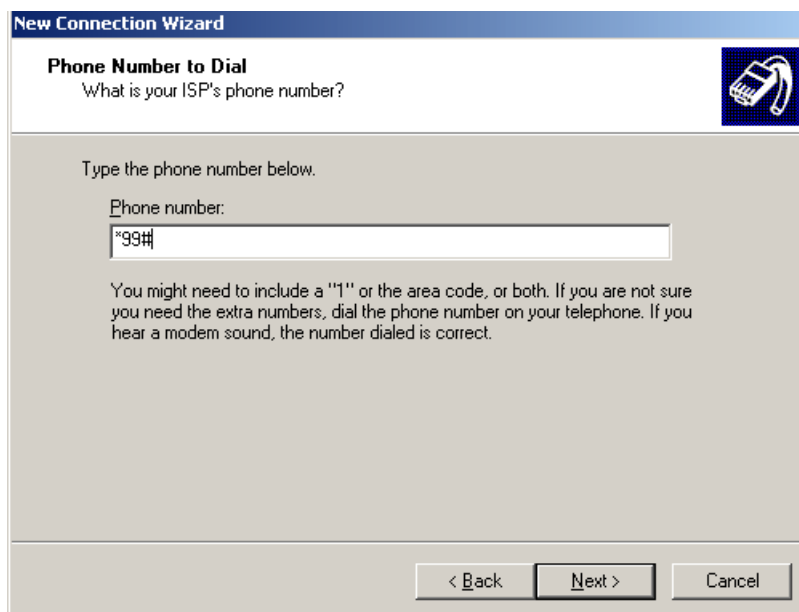 New Connection Wizard
Phone Number to Dial
What is your ISP's phone number?
Type the phone number below.
Phone number:
*99#
You might need to include a "1" or the area code, or both. If you are not sure
you need the extra numbers, dial the phone number on your telephone. If you
hear a modem sound, the number dialed is correct.
< Back
Next >
Cancel